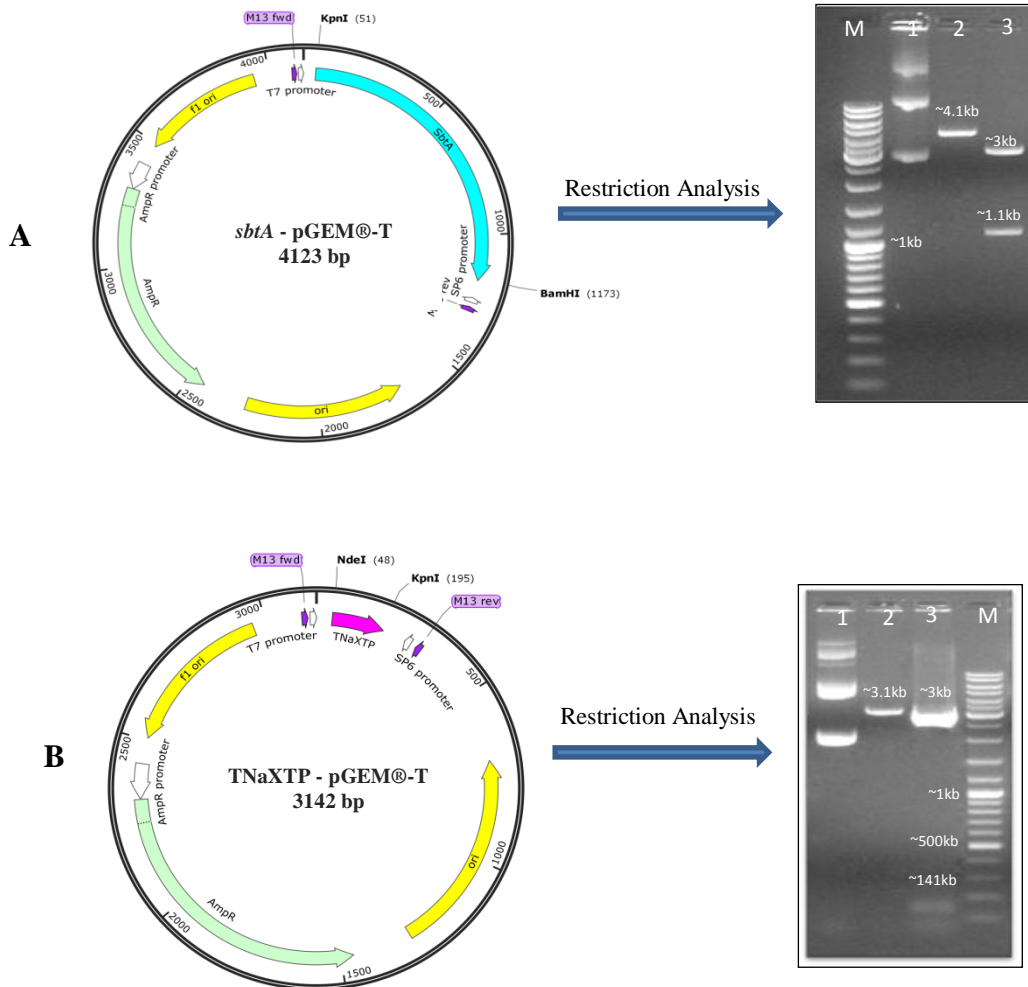 A
M13 fwd
KpnI (51)
T7 promoter
500
SbtA
1000
SP6 promoter
rev
BamHI (1173)
1500
2000
ori
2500
3000
AmpR
AmpR promoter
3500
f1 ori
4000
sbtA - pGEM®-T
4123 bp
Restriction Analysis
M 1 2 3
~4.1kb
~3kb
~1.1kb
~1kb
B
M13 fwd
NdeI (48)
KpnI (195)
M13 rev
T7 promoter
TNaXTP
SP6 promoter
500
1000
ori
1500
2000
AmpR
AmpR promoter
2500
f1 ori
3000
TNaXTP - pGEM®-T
3142 bp
Restriction Analysis
1 2 3 M
~3.1kb
~3kb
~1kb
~500kb
~141kb